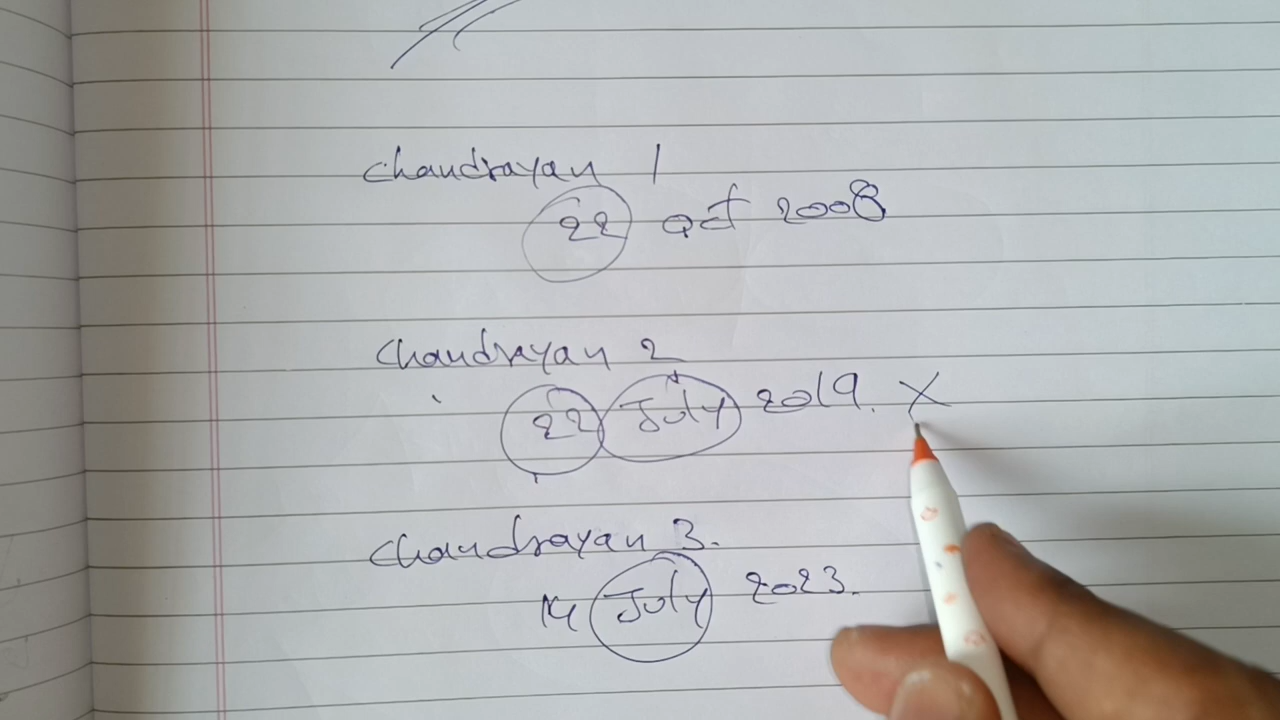 Chandrayan 1
22 Oct 2008
Chandrayan 2
22 July 2019. X
Chandrayan 3.
14 July 2023.